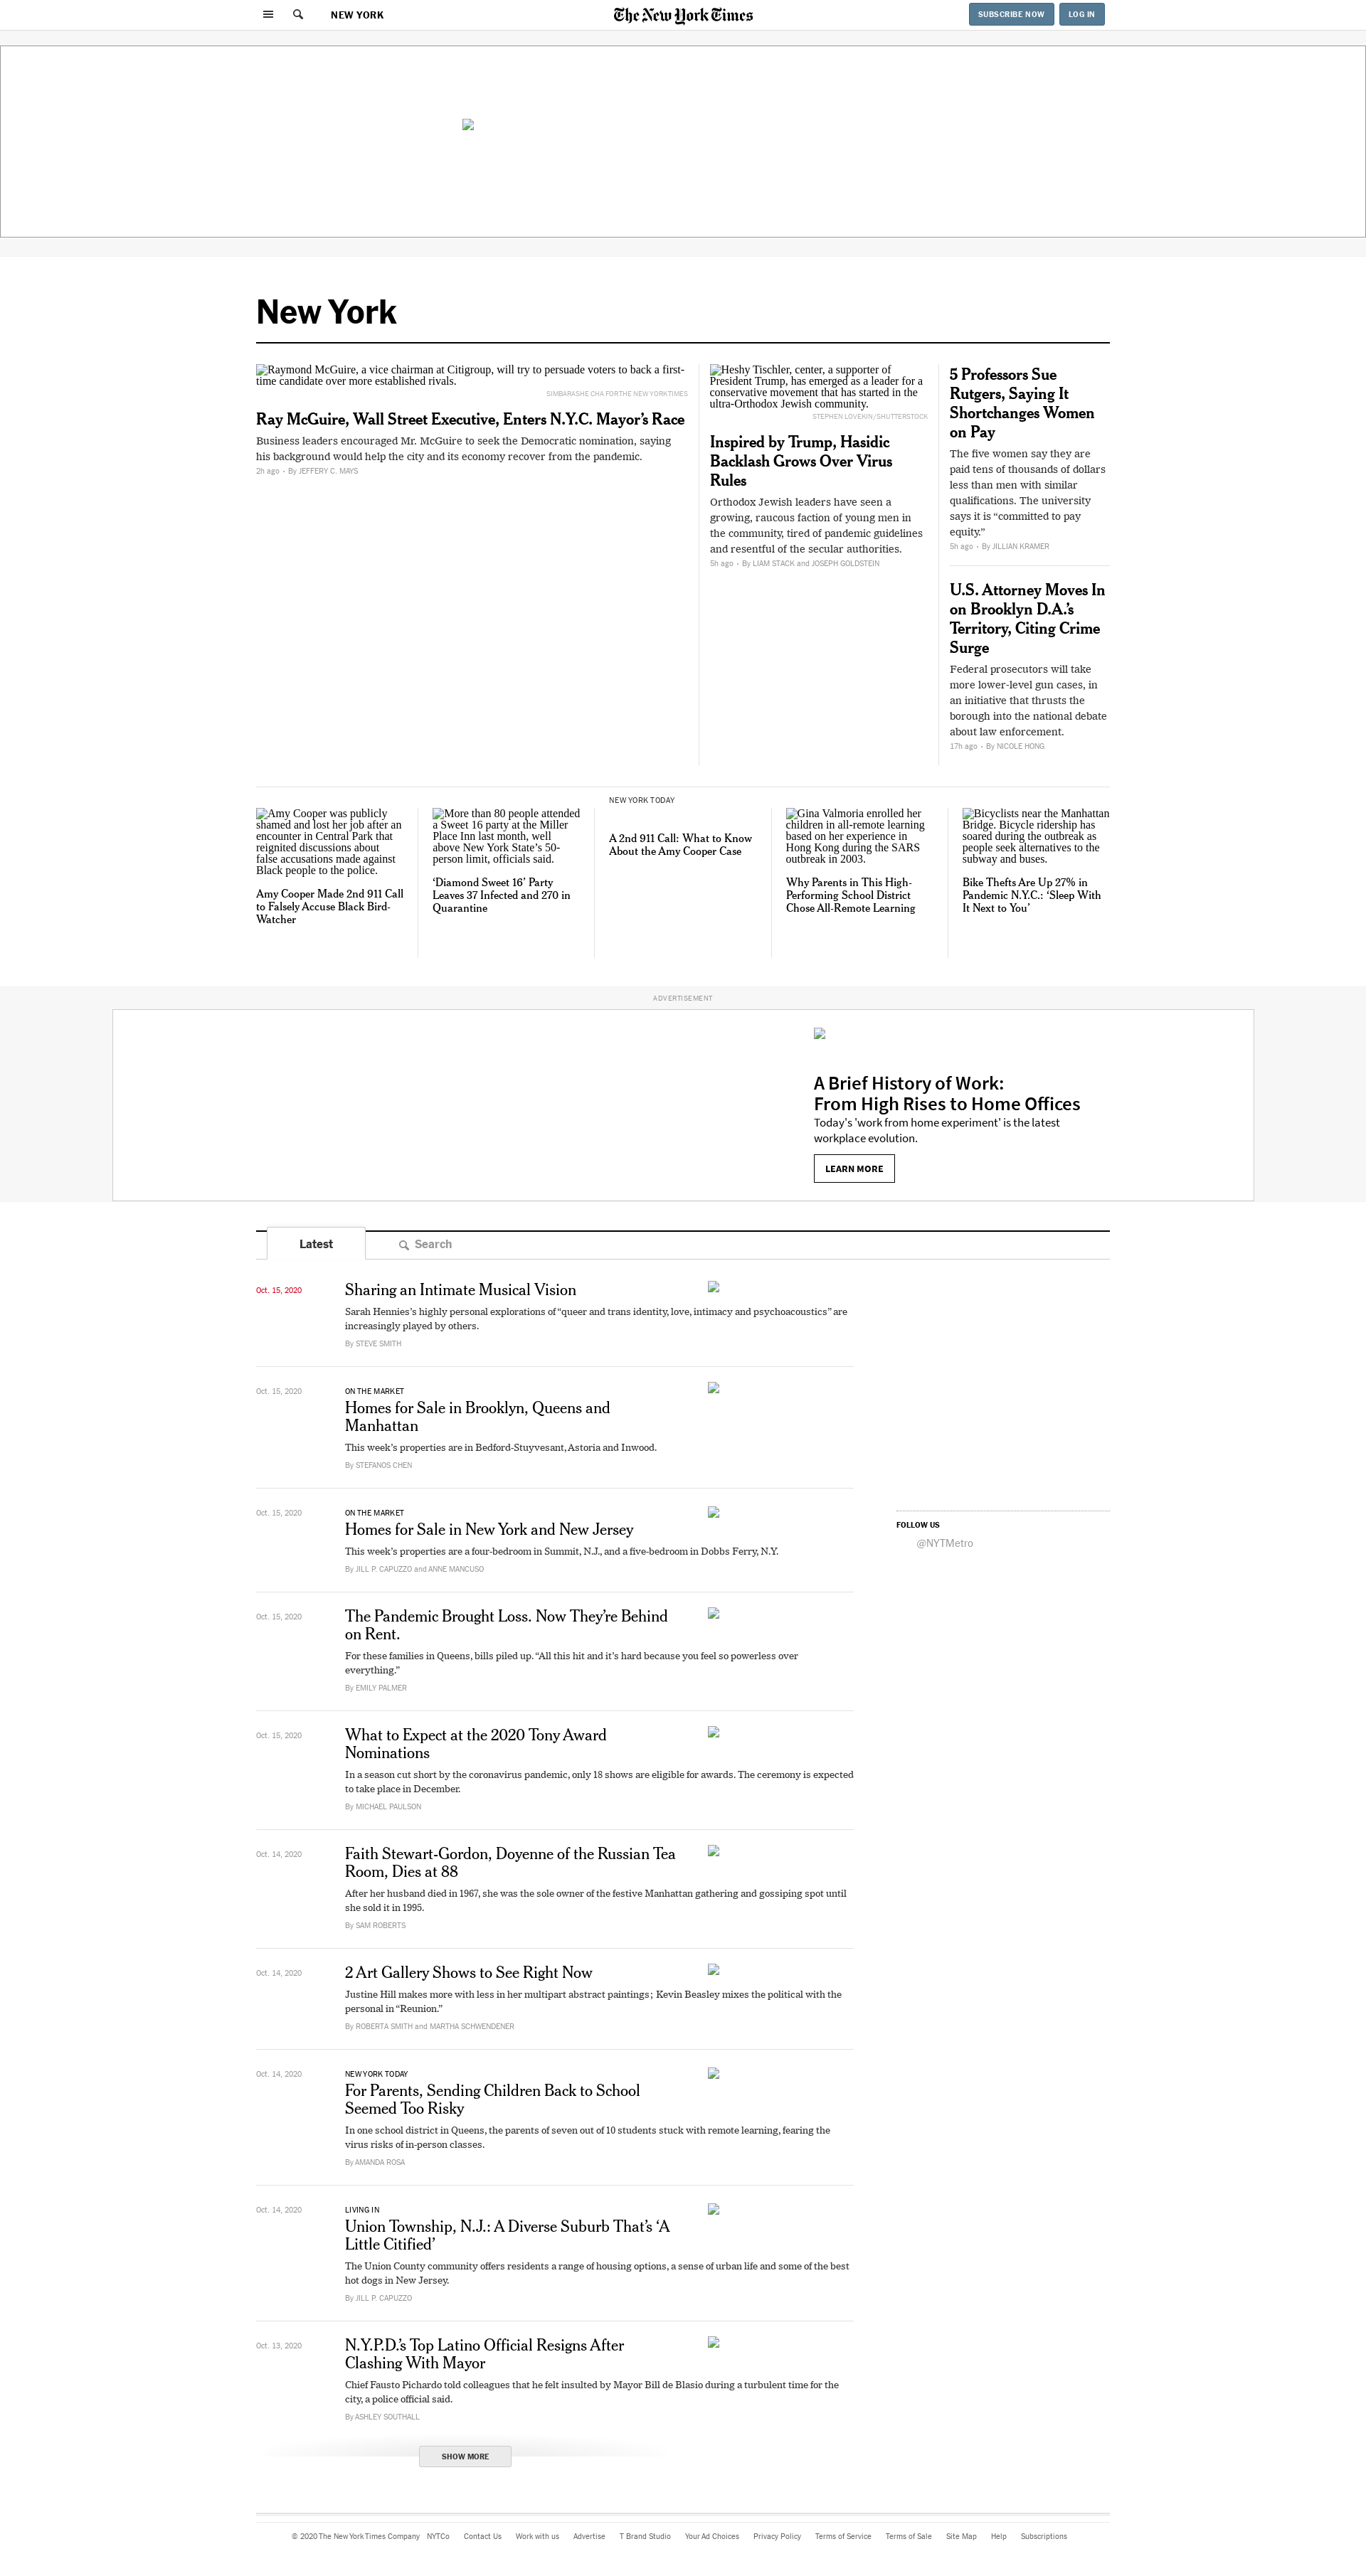 NEW YORK
The New York Times
SUBSCRIBE NOW
LOG IN
New York
Raymond McGuire, a vice chairman at Citigroup, will try to persuade voters to back a first-
time candidate over more established rivals.
SIMBARASHE CHA FOR THE NEW YORK TIMES
Ray McGuire, Wall Street Executive, Enters N.Y.C. Mayor’s Race
Business leaders encouraged Mr. McGuire to seek the Democratic nomination, saying
his background would help the city and its economy recover from the pandemic.
2h ago • By JEFFERY C. MAYS
Heshy Tischler, center, a supporter of
President Trump, has emerged as a leader for a
conservative movement that has started in the
ultra-Orthodox Jewish community.
STEPHEN LOVEKIN/SHUTTERSTOCK
Inspired by Trump, Hasidic
Backlash Grows Over Virus
Rules
Orthodox Jewish leaders have seen a
growing, raucous faction of young men in
the community, tired of pandemic guidelines
and resentful of the secular authorities.
5h ago • By LIAM STACK and JOSEPH GOLDSTEIN
5 Professors Sue
Rutgers, Saying It
Shortchanges Women
on Pay
The five women say they are
paid tens of thousands of dollars
less than men with similar
qualifications. The university
says it is “committed to pay
equity.”
5h ago • By JILLIAN KRAMER
U.S. Attorney Moves In
on Brooklyn D.A.’s
Territory, Citing Crime
Surge
Federal prosecutors will take
more lower-level gun cases, in
an initiative that thrusts the
borough into the national debate
about law enforcement.
17h ago • By NICOLE HONG
Amy Cooper was publicly
shamed and lost her job after an
encounter in Central Park that
reignited discussions about
false accusations made against
Black people to the police.
Amy Cooper Made 2nd 911 Call
to Falsely Accuse Black Bird-
Watcher
More than 80 people attended
a Sweet 16 party at the Miller
Place Inn last month, well
above New York State’s 50-
person limit, officials said.
‘Diamond Sweet 16’ Party
Leaves 37 Infected and 270 in
Quarantine
NEW YORK TODAY
A 2nd 911 Call: What to Know
About the Amy Cooper Case
Gina Valmoria enrolled her
children in all-remote learning
based on her experience in
Hong Kong during the SARS
outbreak in 2003.
Why Parents in This High-
Performing School District
Chose All-Remote Learning
Bicyclists near the Manhattan
Bridge. Bicycle ridership has
soared during the outbreak as
people seek alternatives to the
subway and buses.
Bike Thefts Are Up 27% in
Pandemic N.Y.C.: ‘Sleep With
It Next to You’
ADVERTISEMENT
A Brief History of Work:
From High Rises to Home Offices
Today's 'work from home experiment' is the latest
workplace evolution.
LEARN MORE
Latest
Search
Oct. 15, 2020
Sharing an Intimate Musical Vision
Sarah Hennies’s highly personal explorations of “queer and trans identity, love, intimacy and psychoacoustics” are
increasingly played by others.
By STEVE SMITH
Oct. 15, 2020
ON THE MARKET
Homes for Sale in Brooklyn, Queens and
Manhattan
This week’s properties are in Bedford-Stuyvesant, Astoria and Inwood.
By STEFANOS CHEN
Oct. 15, 2020
ON THE MARKET
Homes for Sale in New York and New Jersey
This week’s properties are a four-bedroom in Summit, N.J., and a five-bedroom in Dobbs Ferry, N.Y.
By JILL P. CAPUZZO and ANNE MANCUSO
FOLLOW US
@NYTMetro
Oct. 15, 2020
The Pandemic Brought Loss. Now They’re Behind
on Rent.
For these families in Queens, bills piled up. “All this hit and it’s hard because you feel so powerless over
everything.”
By EMILY PALMER
Oct. 15, 2020
What to Expect at the 2020 Tony Award
Nominations
In a season cut short by the coronavirus pandemic, only 18 shows are eligible for awards. The ceremony is expected
to take place in December.
By MICHAEL PAULSON
Oct. 14, 2020
Faith Stewart-Gordon, Doyenne of the Russian Tea
Room, Dies at 88
After her husband died in 1967, she was the sole owner of the festive Manhattan gathering and gossiping spot until
she sold it in 1995.
By SAM ROBERTS
Oct. 14, 2020
2 Art Gallery Shows to See Right Now
Justine Hill makes more with less in her multipart abstract paintings; Kevin Beasley mixes the political with the
personal in “Reunion.”
By ROBERTA SMITH and MARTHA SCHWENDENER
Oct. 14, 2020
NEW YORK TODAY
For Parents, Sending Children Back to School
Seemed Too Risky
In one school district in Queens, the parents of seven out of 10 students stuck with remote learning, fearing the
virus risks of in-person classes.
By AMANDA ROSA
Oct. 14, 2020
LIVING IN
Union Township, N.J.: A Diverse Suburb That’s ‘A
Little Citified’
The Union County community offers residents a range of housing options, a sense of urban life and some of the best
hot dogs in New Jersey.
By JILL P. CAPUZZO
Oct. 13, 2020
N.Y.P.D.’s Top Latino Official Resigns After
Clashing With Mayor
Chief Fausto Pichardo told colleagues that he felt insulted by Mayor Bill de Blasio during a turbulent time for the
city, a police official said.
By ASHLEY SOUTHALL
SHOW MORE
© 2020 The New York Times Company NYTCo Contact Us Work with us Advertise T Brand Studio Your Ad Choices Privacy Policy Terms of Service Terms of Sale Site Map Help Subscriptions